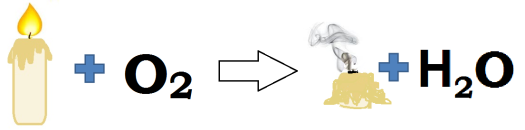 + O₂ + H₂O